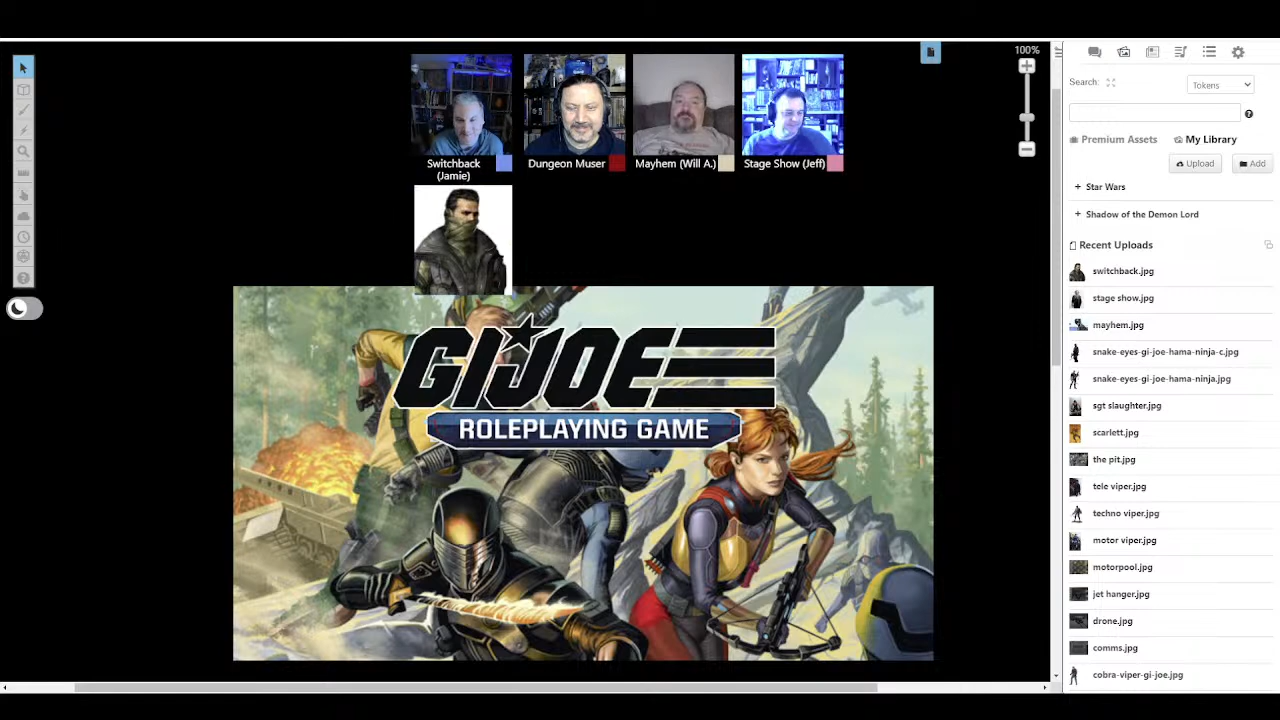 100%
Search:
Tokens
Premium Assets
My Library
Upload
Add
Star Wars
Shadow of the Demon Lord
Recent Uploads
switchback.jpg
stage show.jpg
mayhem.jpg
snake-eyes-gi-joe-hama-ninja-c.jpg
snake-eyes-gi-joe-hama-ninja.jpg
sgt slaughter.jpg
scarlett.jpg
the pit.jpg
tele viper.jpg
techno viper.jpg
motor viper.jpg
motorpool.jpg
jet hanger.jpg
drone.jpg
comms.jpg
cobra-viper-gi-joe.jpg
Switchback
(Jamie)
Dungeon Muser
Mayhem (Will A.)
Stage Show (Jeff)
GI JOE
ROLEPLAYING GAME